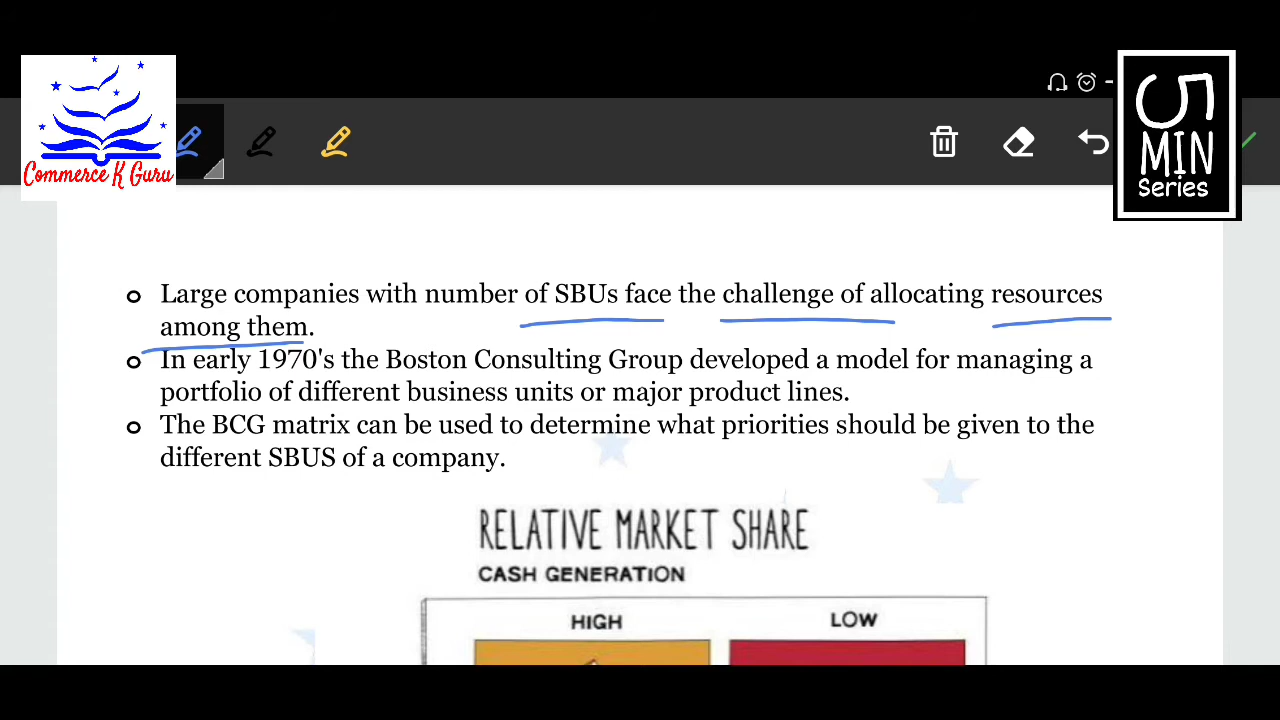 Commerce K Guru
5
MIN
Series
o Large companies with number of SBUs face the challenge of allocating resources
among them.
o In early 1970's the Boston Consulting Group developed a model for managing a
portfolio of different business units or major product lines.
o The BCG matrix can be used to determine what priorities should be given to the
different SBUS of a company.
RELATIVE MARKET SHARE
CASH GENERATION
HIGH LOW